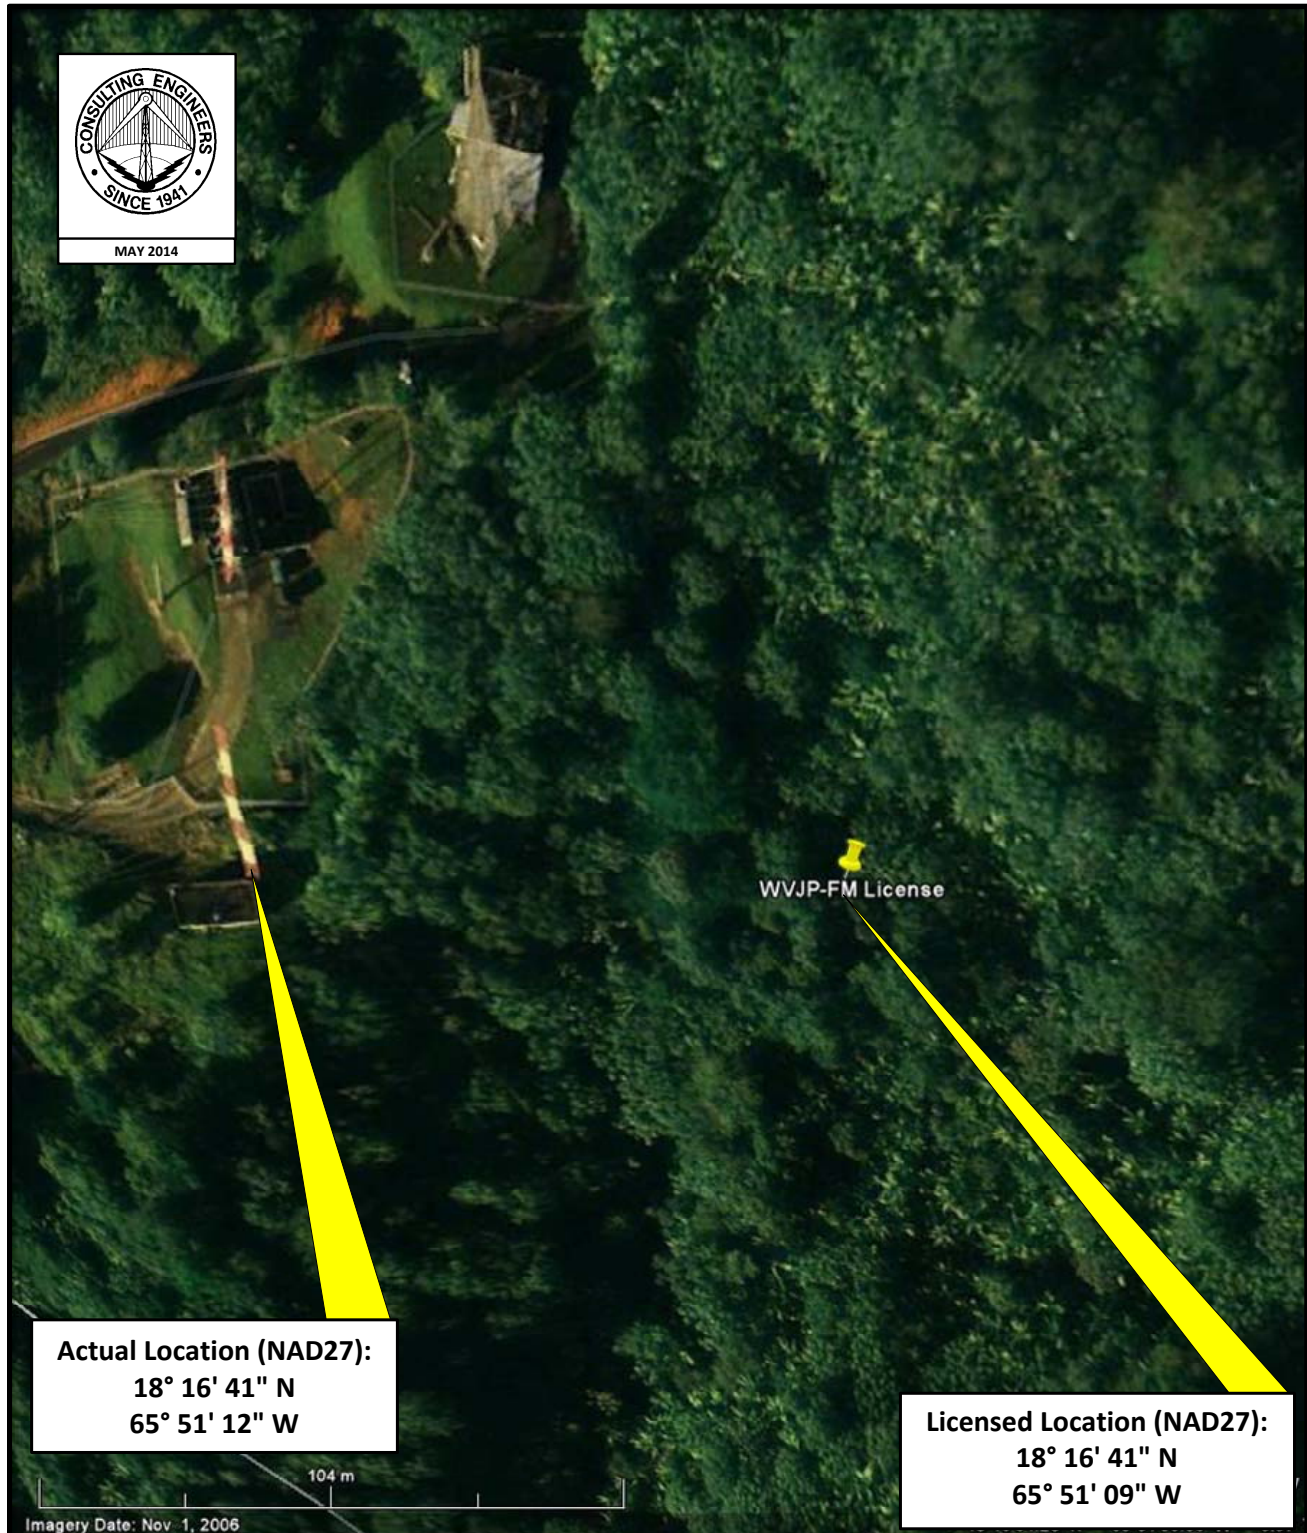 CONSULTING ENGINEERS
• SINCE 1941 •
MAY 2014
WVJP-FM License
Actual Location (NAD27):
18° 16' 41" N
65° 51' 12" W
Licensed Location (NAD27):
18° 16' 41" N
65° 51' 09" W
104 m
Imagery Date: Nov 1, 2006